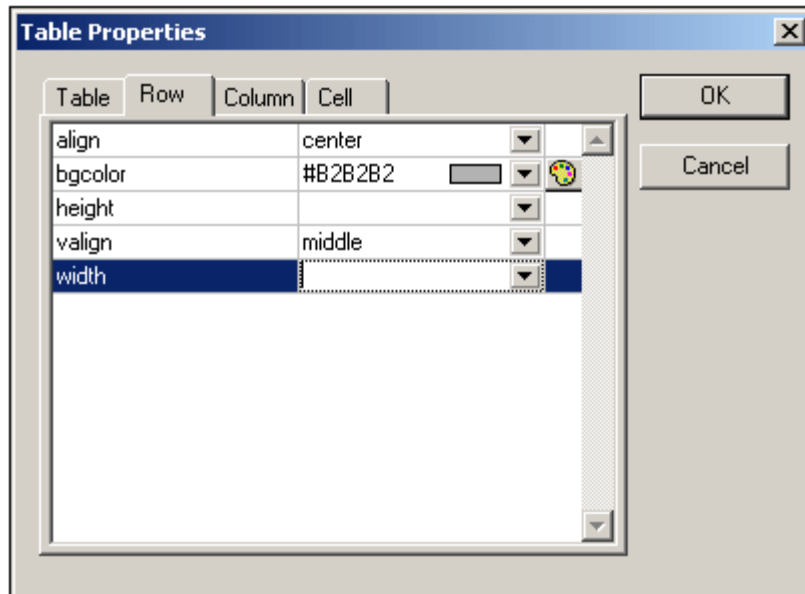 Table Properties
Table Row Column Cell
OK
Cancel
align center
bgcolor #B2B2B2
height
valign middle
width